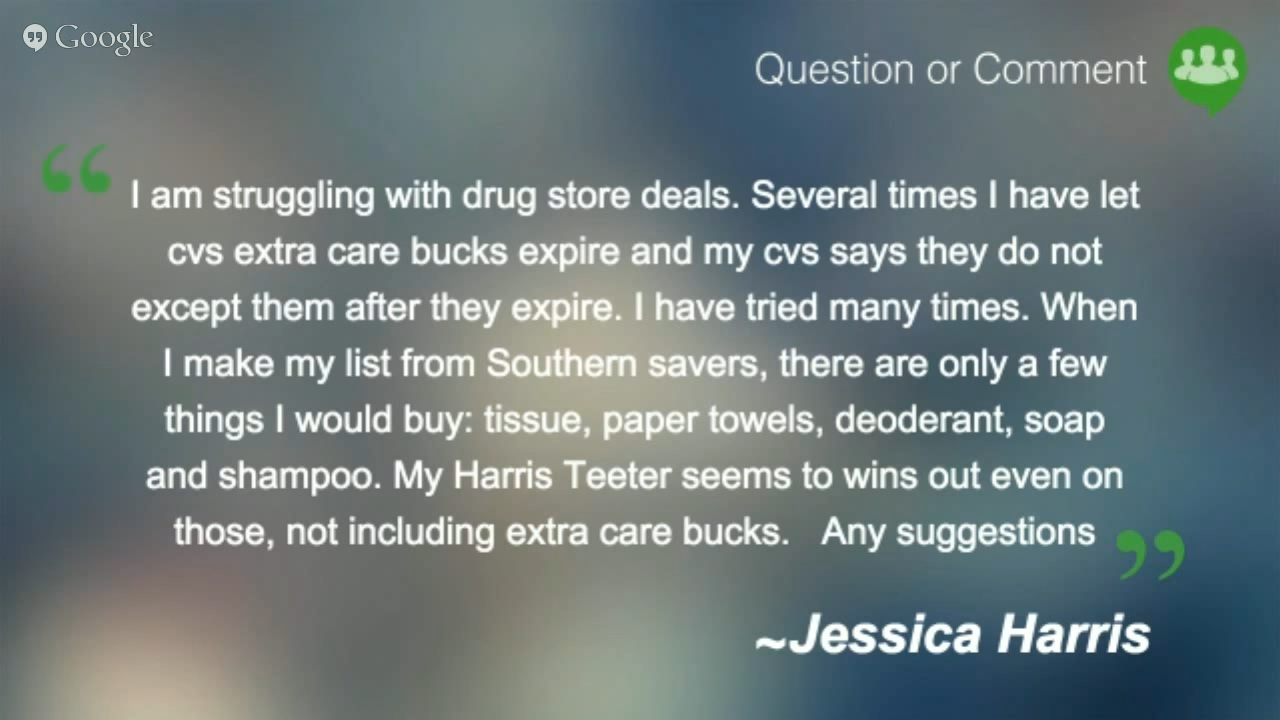 Google
Question or Comment
“ I am struggling with drug store deals. Several times I have let
cvs extra care bucks expire and my cvs says they do not
except them after they expire. I have tried many times. When
I make my list from Southern savers, there are only a few
things I would buy: tissue, paper towels, deoderant, soap
and shampoo. My Harris Teeter seems to wins out even on
those, not including extra care bucks.   Any suggestions ”
~Jessica Harris